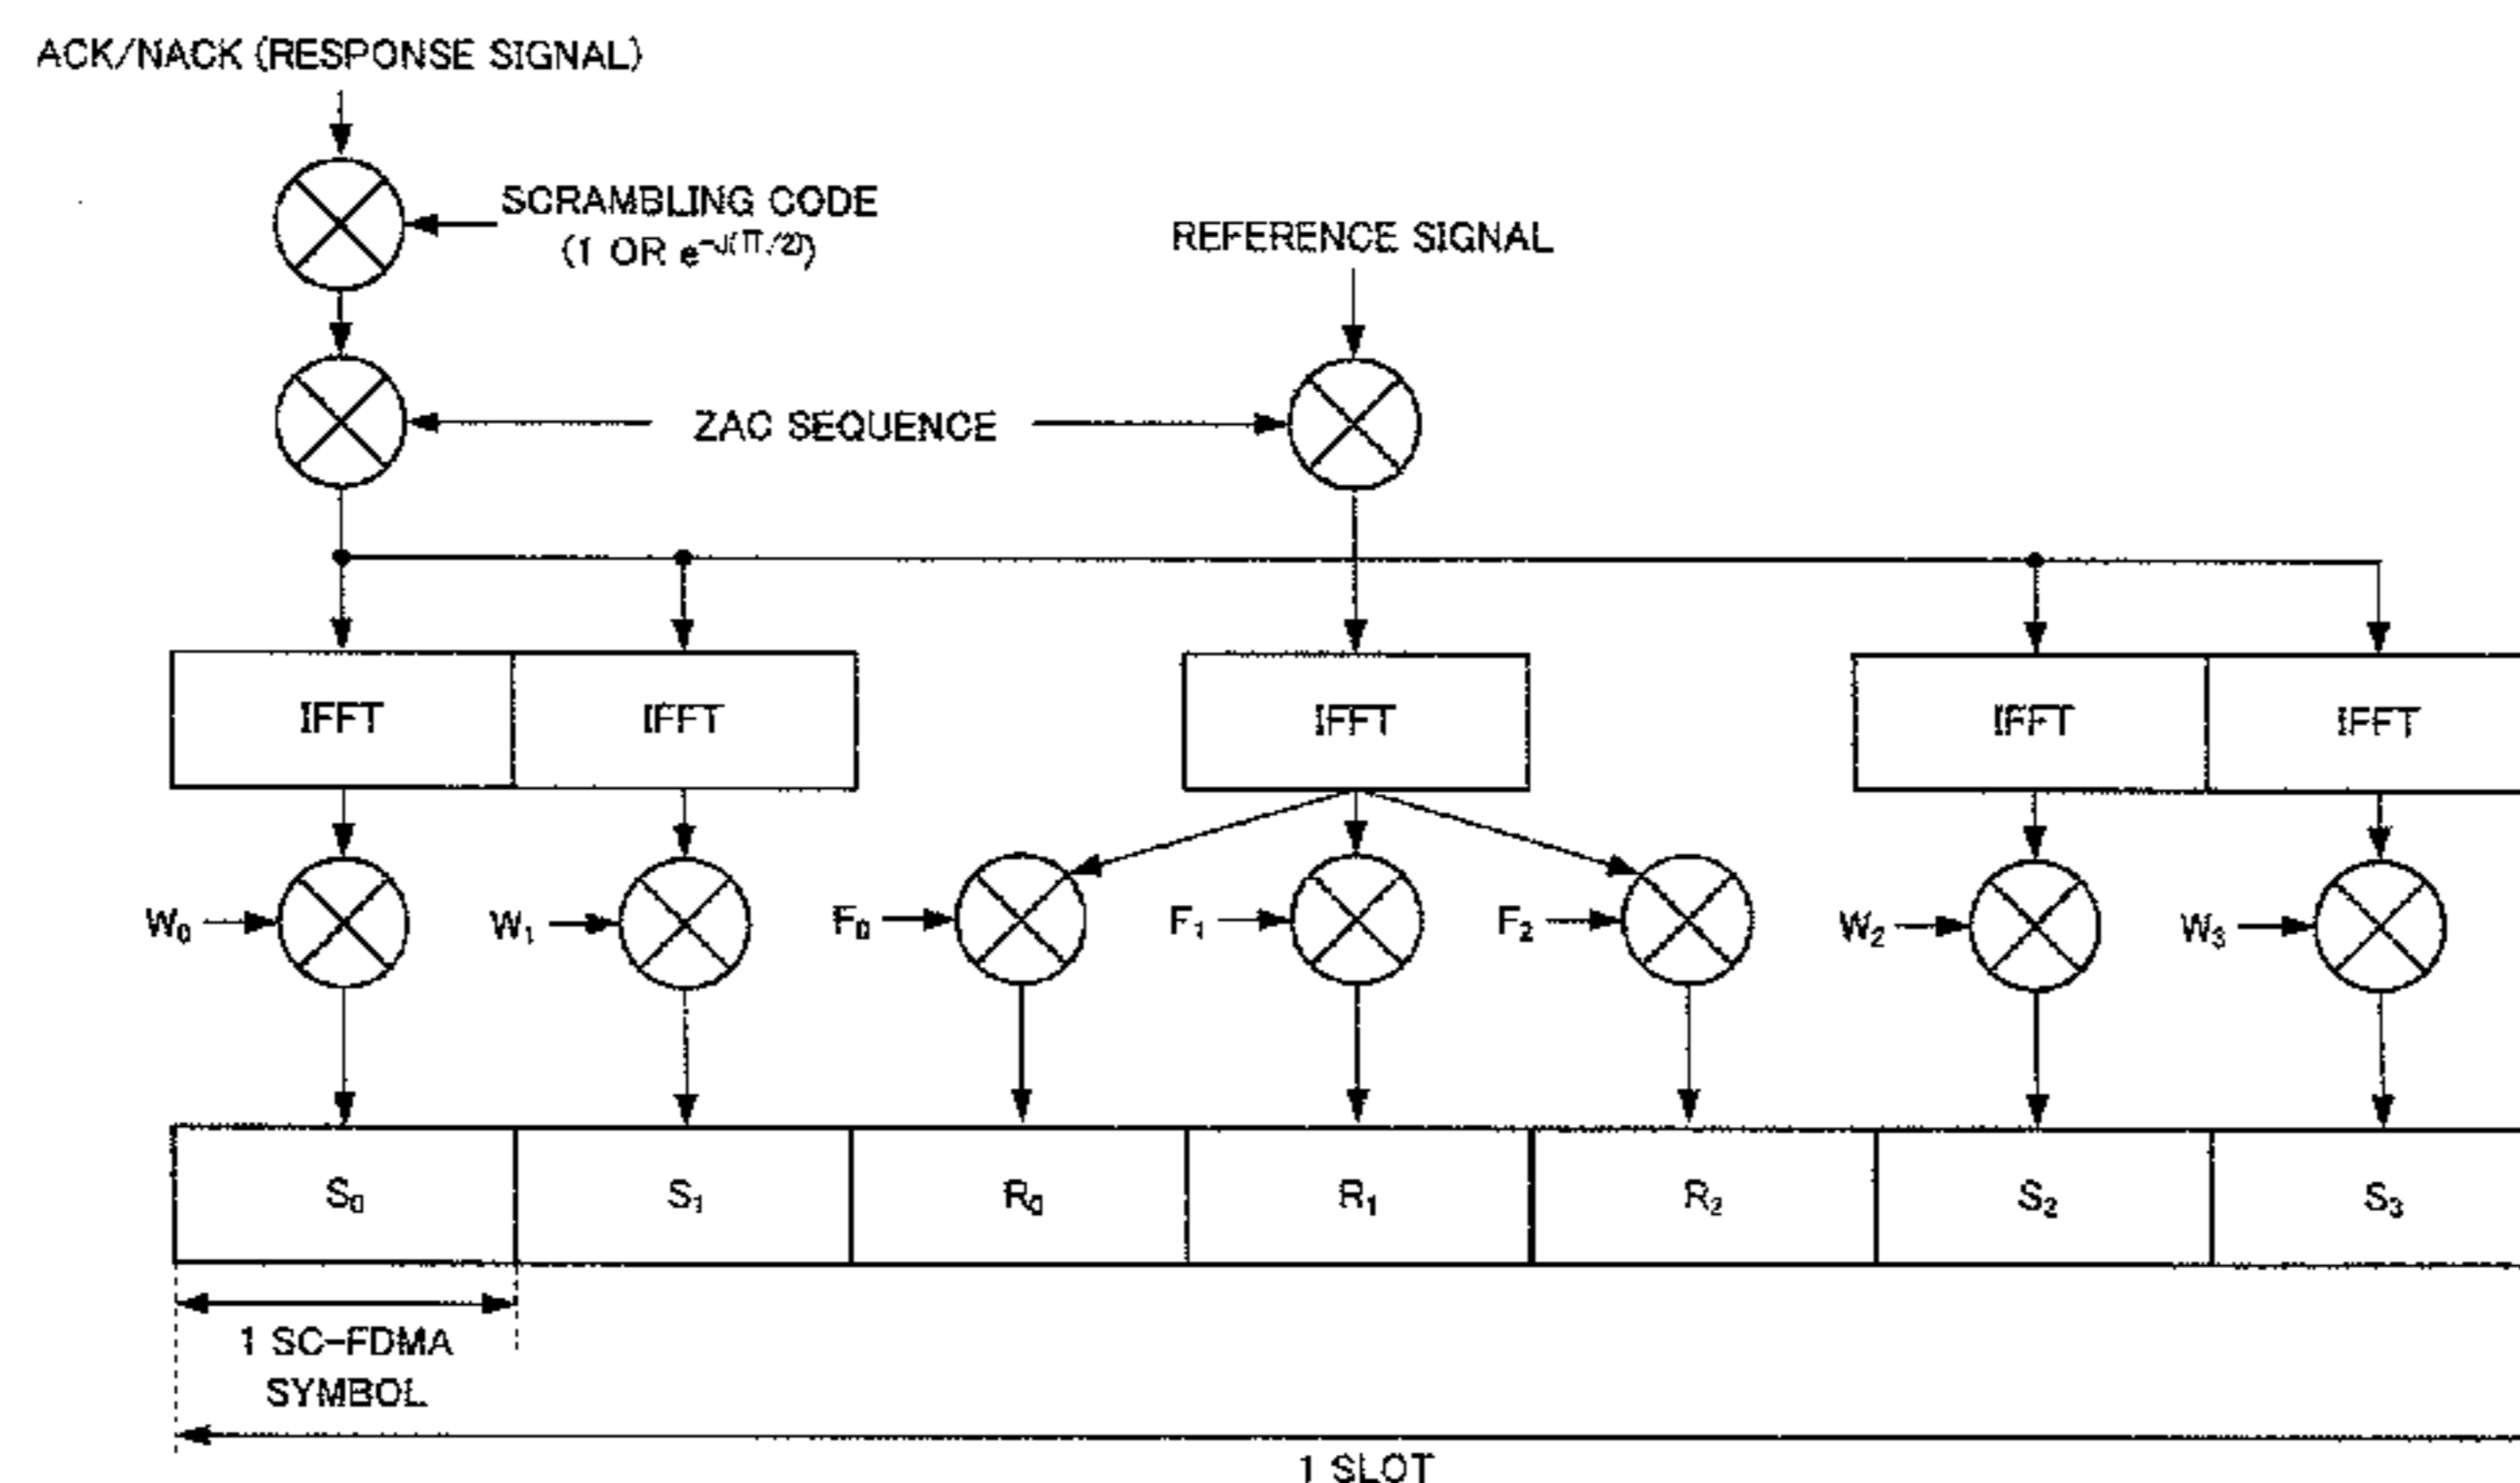 ACK/NACK (RESPONSE SIGNAL)
SCRAMBLING CODE
(1 OR e^-J(π/2))
REFERENCE SIGNAL
ZAC SEQUENCE
IFFT IFFT IFFT IFFT IFFT
W0 W1 F0 F1 F2 W2 W3
S0 S1 R0 R1 R2 S2 S3
1 SC-FDMA
SYMBOL
1 SLOT